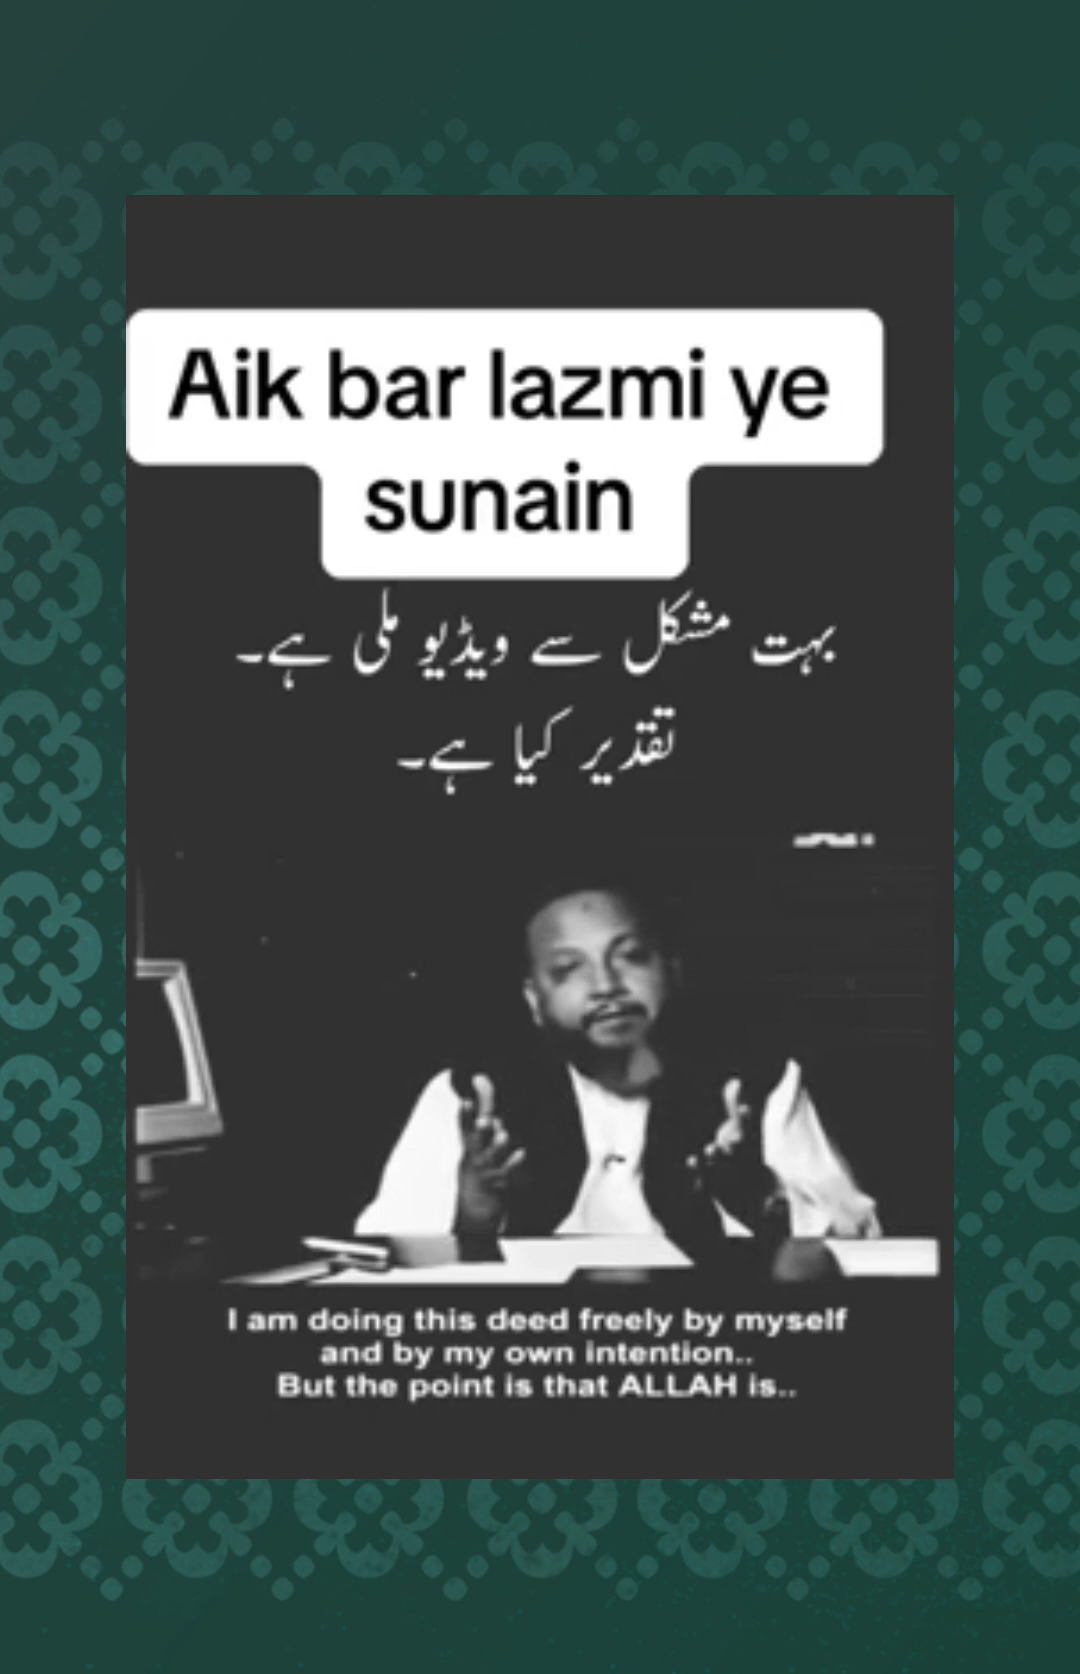 Aik bar lazmi ye
sunain
بہت مشکل سے ویڈیو ملی ہے۔
تقدیر کیا ہے۔
I am doing this deed freely by myself
and by my own intention..
But the point is that ALLAH is..